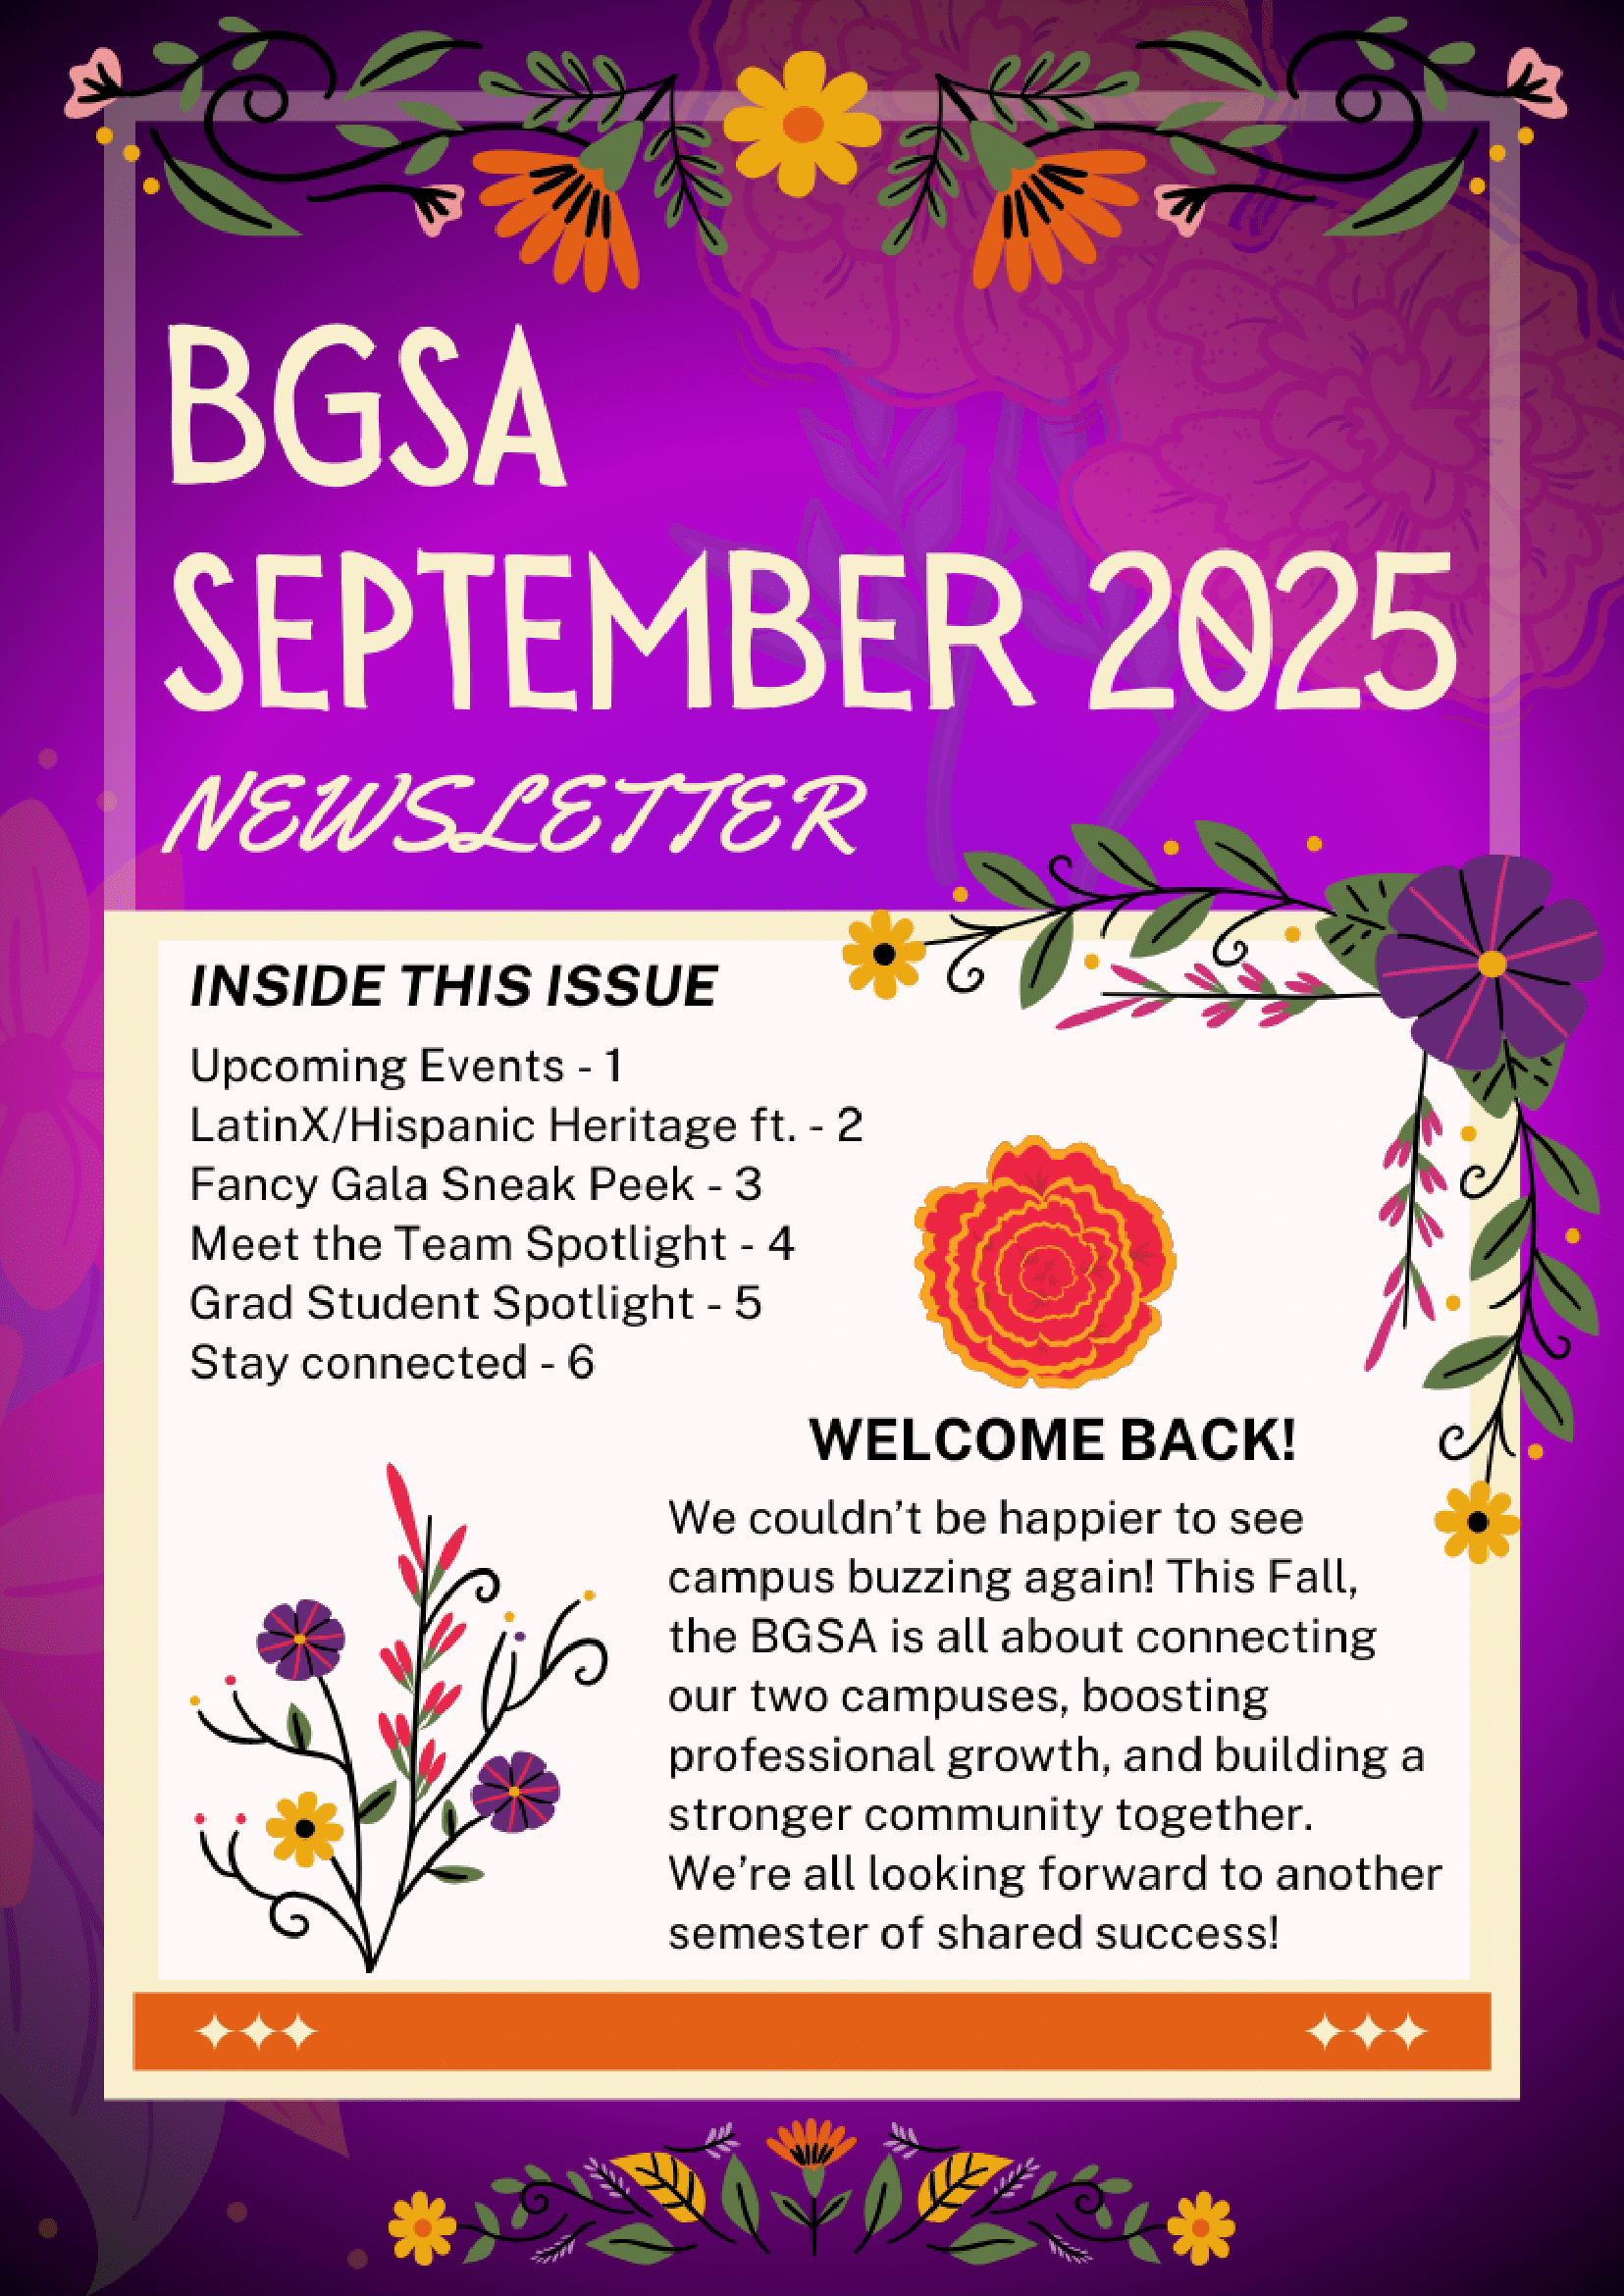 BGSA
SEPTEMBER 2025
NEWSLETTER
INSIDE THIS ISSUE
Upcoming Events - 1
LatinX/Hispanic Heritage ft. - 2
Fancy Gala Sneak Peek - 3
Meet the Team Spotlight - 4
Grad Student Spotlight - 5
Stay connected - 6
WELCOME BACK!
We couldn’t be happier to see
campus buzzing again! This Fall,
the BGSA is all about connecting
our two campuses, boosting
professional growth, and building a
stronger community together.
We’re all looking forward to another
semester of shared success!